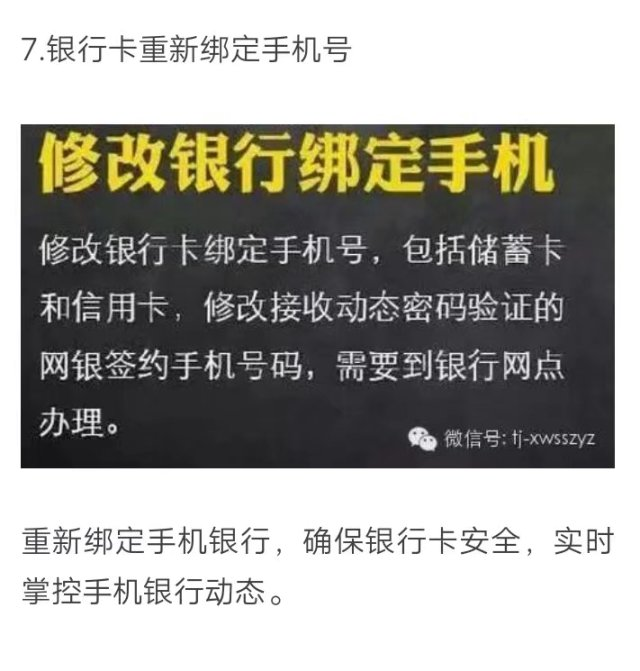 7.银行卡重新绑定手机号
修改银行绑定手机
修改银行卡绑定手机号，包括储蓄卡
和信用卡，修改接收动态密码验证的
网银签约手机号码，需要到银行网点
办理。
微信号: tj-xwsszyz
重新绑定手机银行，确保银行卡安全，实时
掌控手机银行动态。